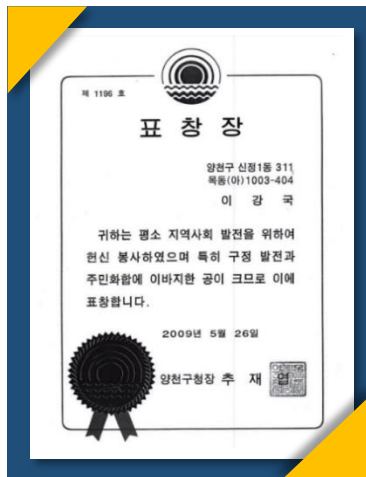 제 1196 호
표 창 장
양천구 신정1동 311
목동(아)1003-404
이 강 국
귀하는 평소 지역사회 발전을 위하여
헌신 봉사하였으며 특히 구정 발전과
주민화합에 이바지한 공이 크므로 이에
표창합니다.
2009년 5월 26일
양천구청장 추 재 엽